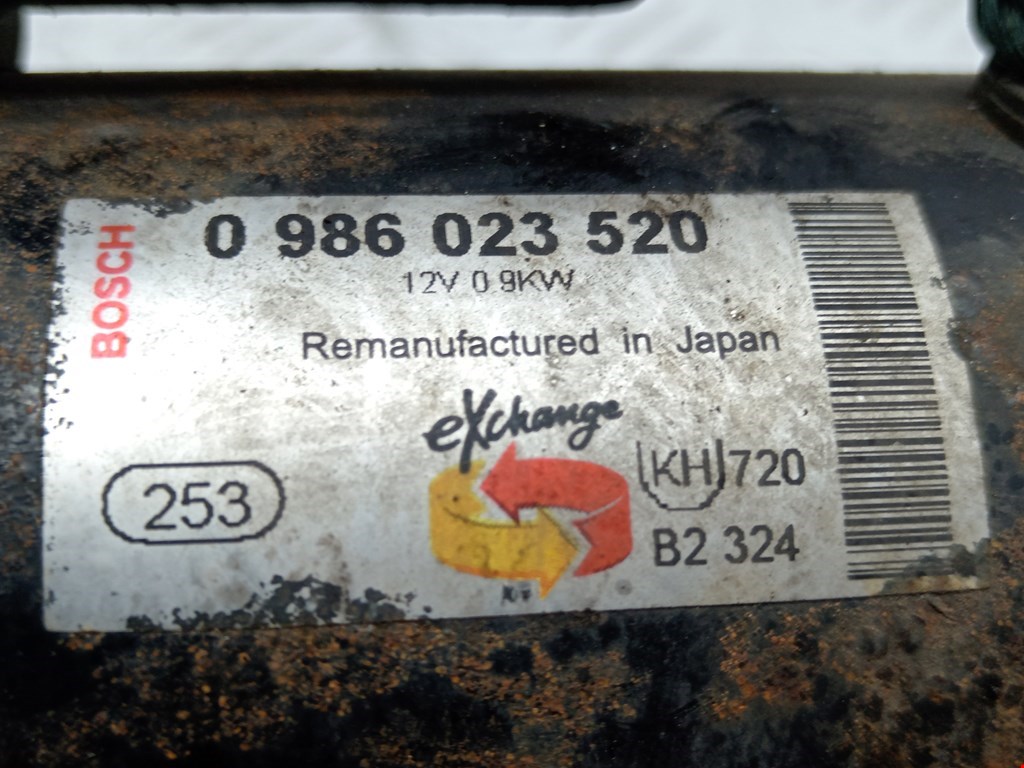 BOSCH
0 986 023 520
12V 0.9KW
Remanufactured in Japan
eXchange
253
KH 720
B2 324